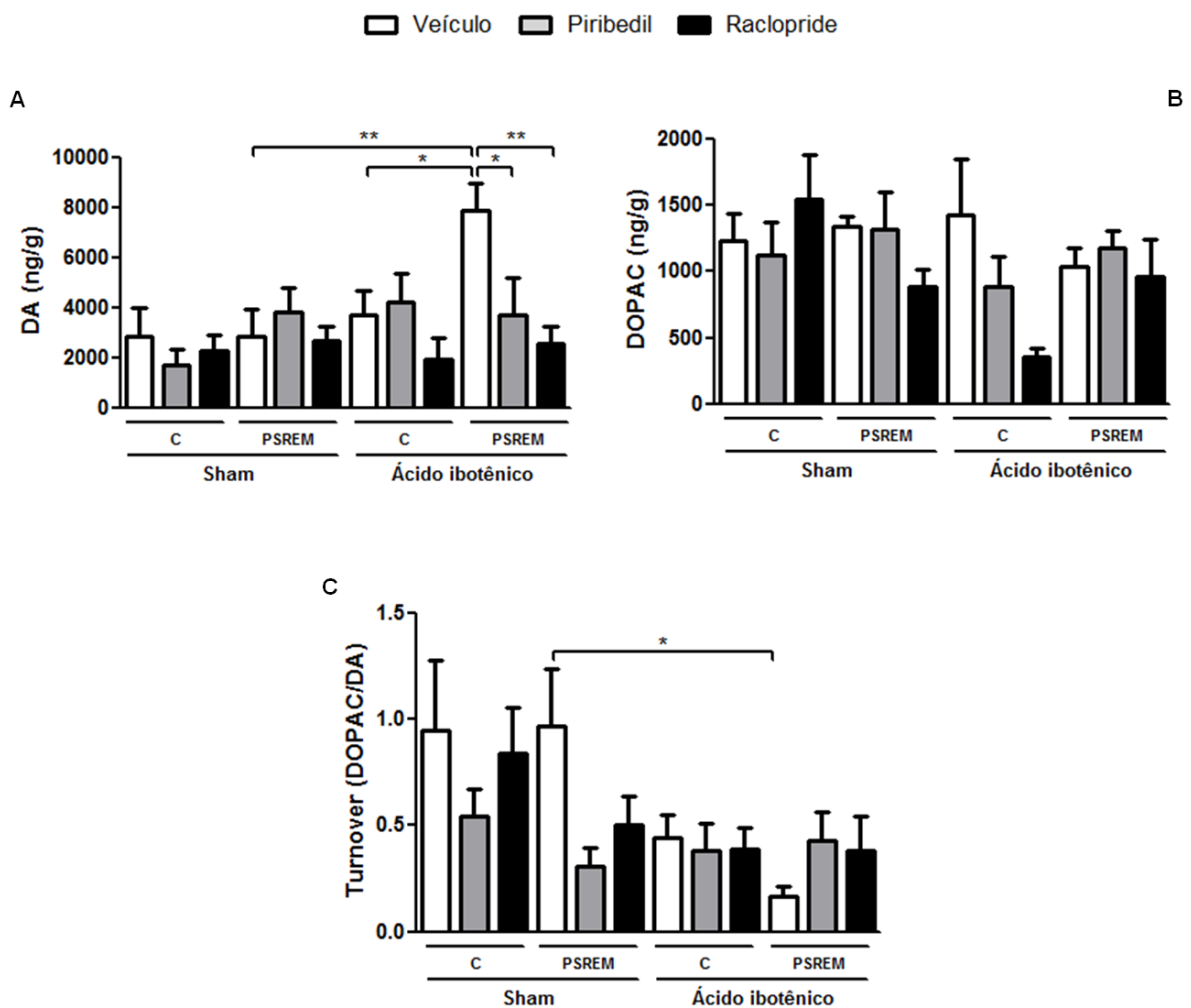 Veículo Piribedil Raclopride
A
B
** **
* *
10000
8000
6000
4000
2000
0
DA (ng/g)
C PSREM C PSREM
Sham Ácido ibotênico
2000
1500
1000
500
0
DOPAC (ng/g)
C PSREM C PSREM
Sham Ácido ibotênico
C
*
1.5
1.0
0.5
0.0
Turnover (DOPAC/DA)
C PSREM C PSREM
Sham Ácido ibotênico